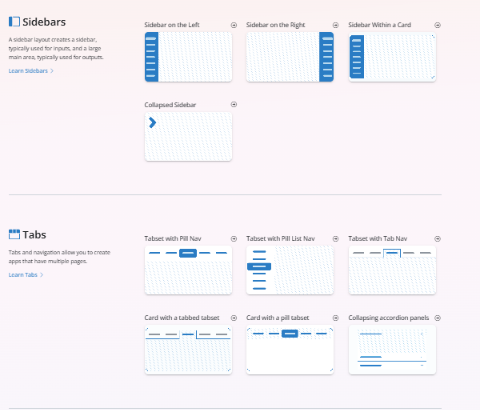 Sidebars
A sidebar layout creates a sidebar,
typically used for inputs, and a large
main area, typically used for outputs.
Learn Sidebars
Sidebar on the Left
Sidebar on the Right
Sidebar Within a Card
Collapsed Sidebar
Tabs
Tabs and navigation allow you to create
apps that have multiple pages.
Learn Tabs
Tabset with Pill Nav
Tabset with Pill List Nav
Tabset with Tab Nav
Card with a tabbed tabset
Card with a pill tabset
Collapsing accordion panels